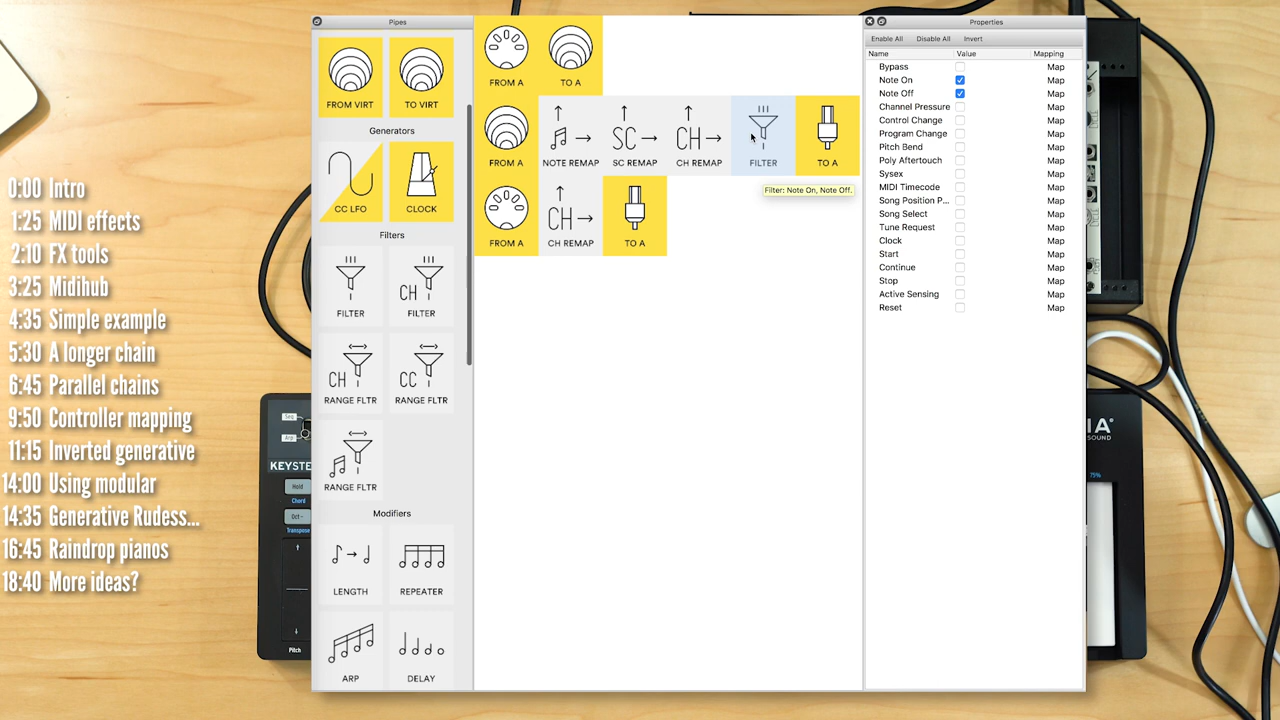 0:00 Intro
1:25 MIDI effects
2:10 FX tools
3:25 Midihub
4:35 Simple example
5:30 A longer chain
6:45 Parallel chains
9:50 Controller mapping
11:15 Inverted generative
14:00 Using modular
14:35 Generative Rudess...
16:45 Raindrop pianos
18:40 More ideas?
Seq
Arp
KEYSTE
Hold
Chord
Oct -
Transpose
Pitch
Pipes
FROM VIRT
TO VIRT
Generators
CC LFO
CLOCK
Filters
FILTER
CH
FILTER
CH
RANGE FLTR
CC
RANGE FLTR
RANGE FLTR
Modifiers
LENGTH
REPEATER
ARP
DELAY
FROM A
TO A
FROM A
NOTE REMAP
SC
SC REMAP
CH
CH REMAP
FILTER
TO A
Filter: Note On, Note Off.
FROM A
CH
CH REMAP
TO A
Properties
Enable All Disable All Invert
Name Value Mapping
Bypass Map
Note On Map
Note Off Map
Channel Pressure Map
Control Change Map
Program Change Map
Pitch Bend Map
Poly Aftertouch Map
Sysex Map
MIDI Timecode Map
Song Position P... Map
Song Select Map
Tune Request Map
Clock Map
Start Map
Continue Map
Stop Map
Active Sensing Map
Reset Map
IA
SOUND
75%